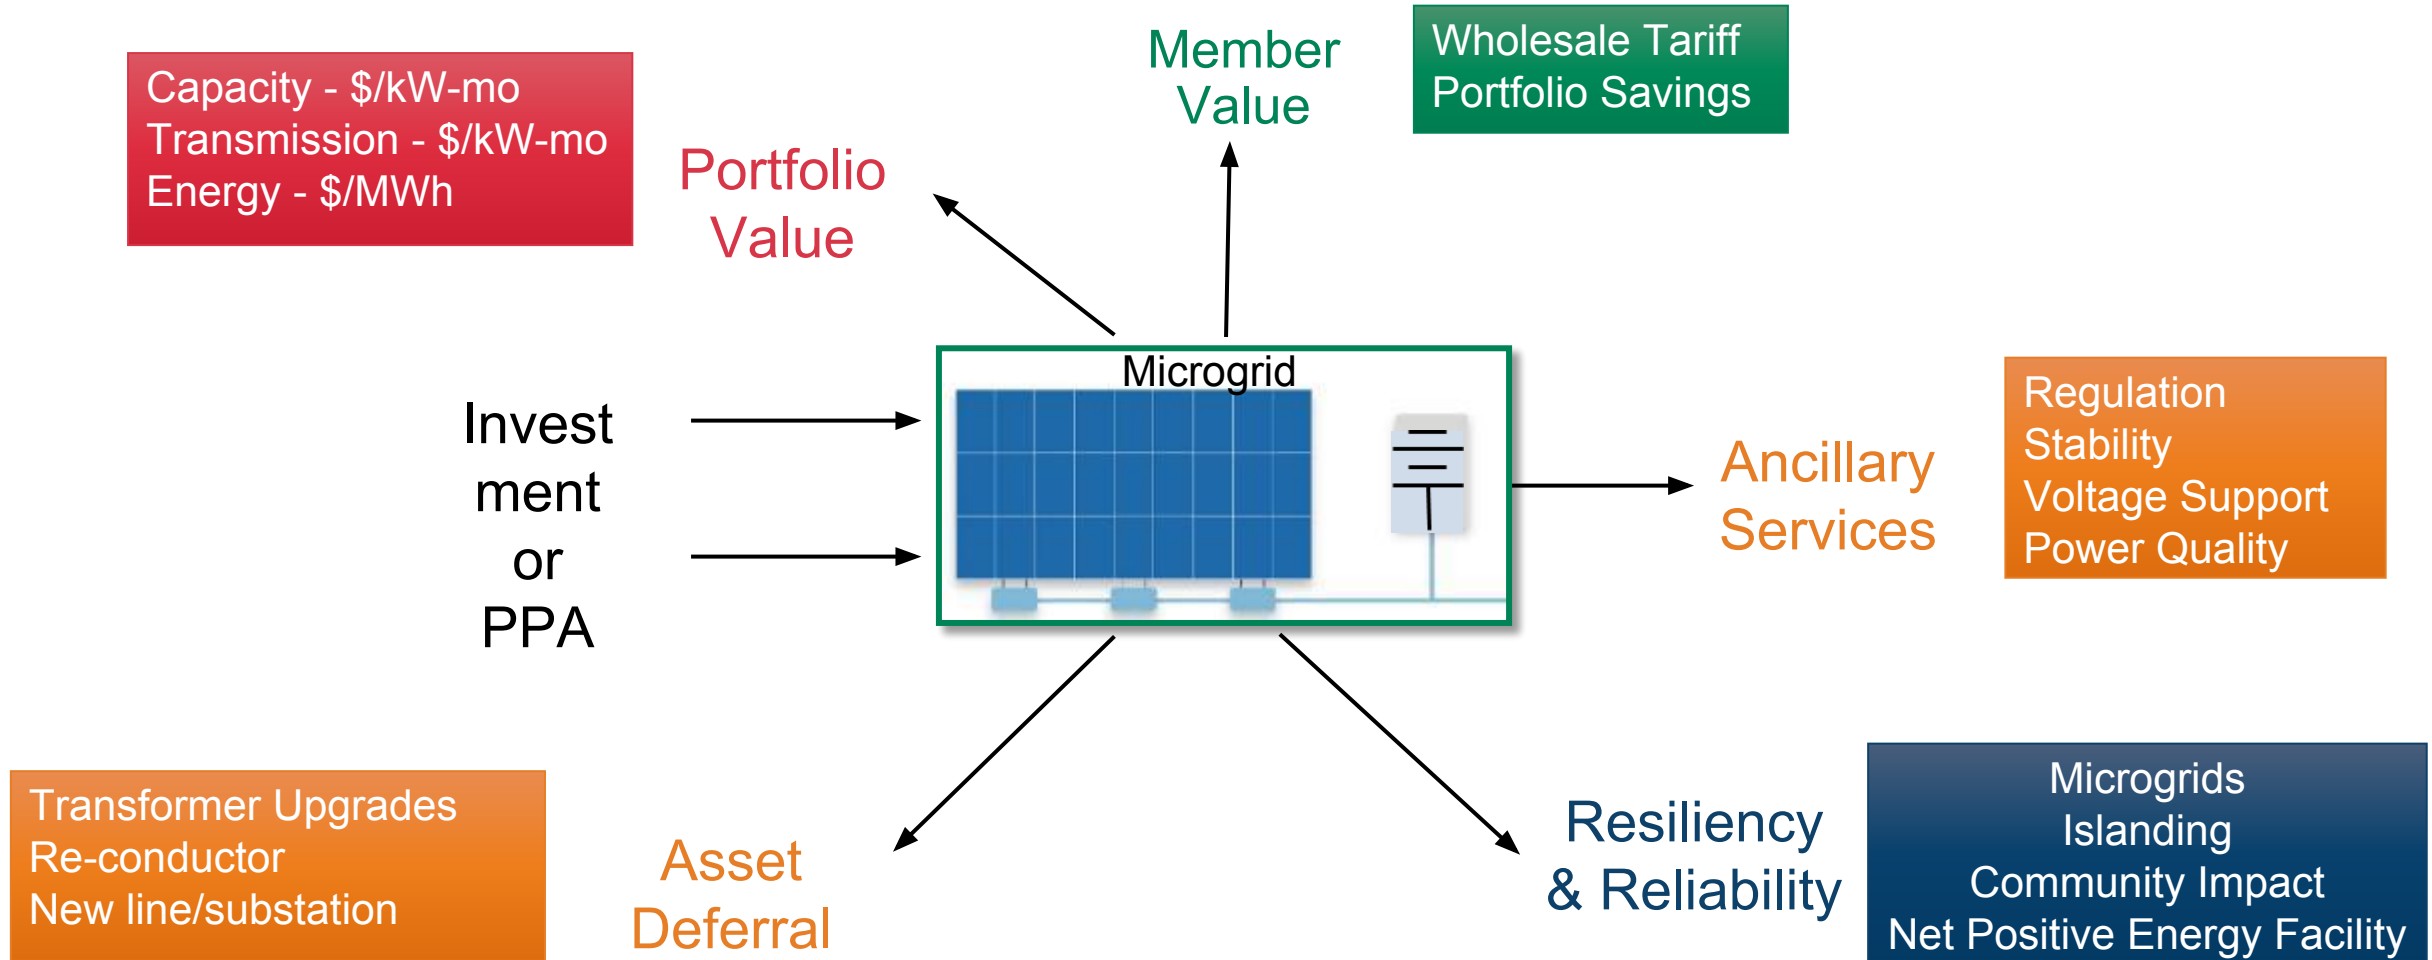 Capacity - $/kW-mo
Transmission - $/kW-mo
Energy - $/MWh
Portfolio
Value
Member
Value
Wholesale Tariff
Portfolio Savings
Invest
ment
or
PPA
Microgrid
Ancillary
Services
Regulation
Stability
Voltage Support
Power Quality
Transformer Upgrades
Re-conductor
New line/substation
Asset
Deferral
Resiliency
& Reliability
Microgrids
Islanding
Community Impact
Net Positive Energy Facility